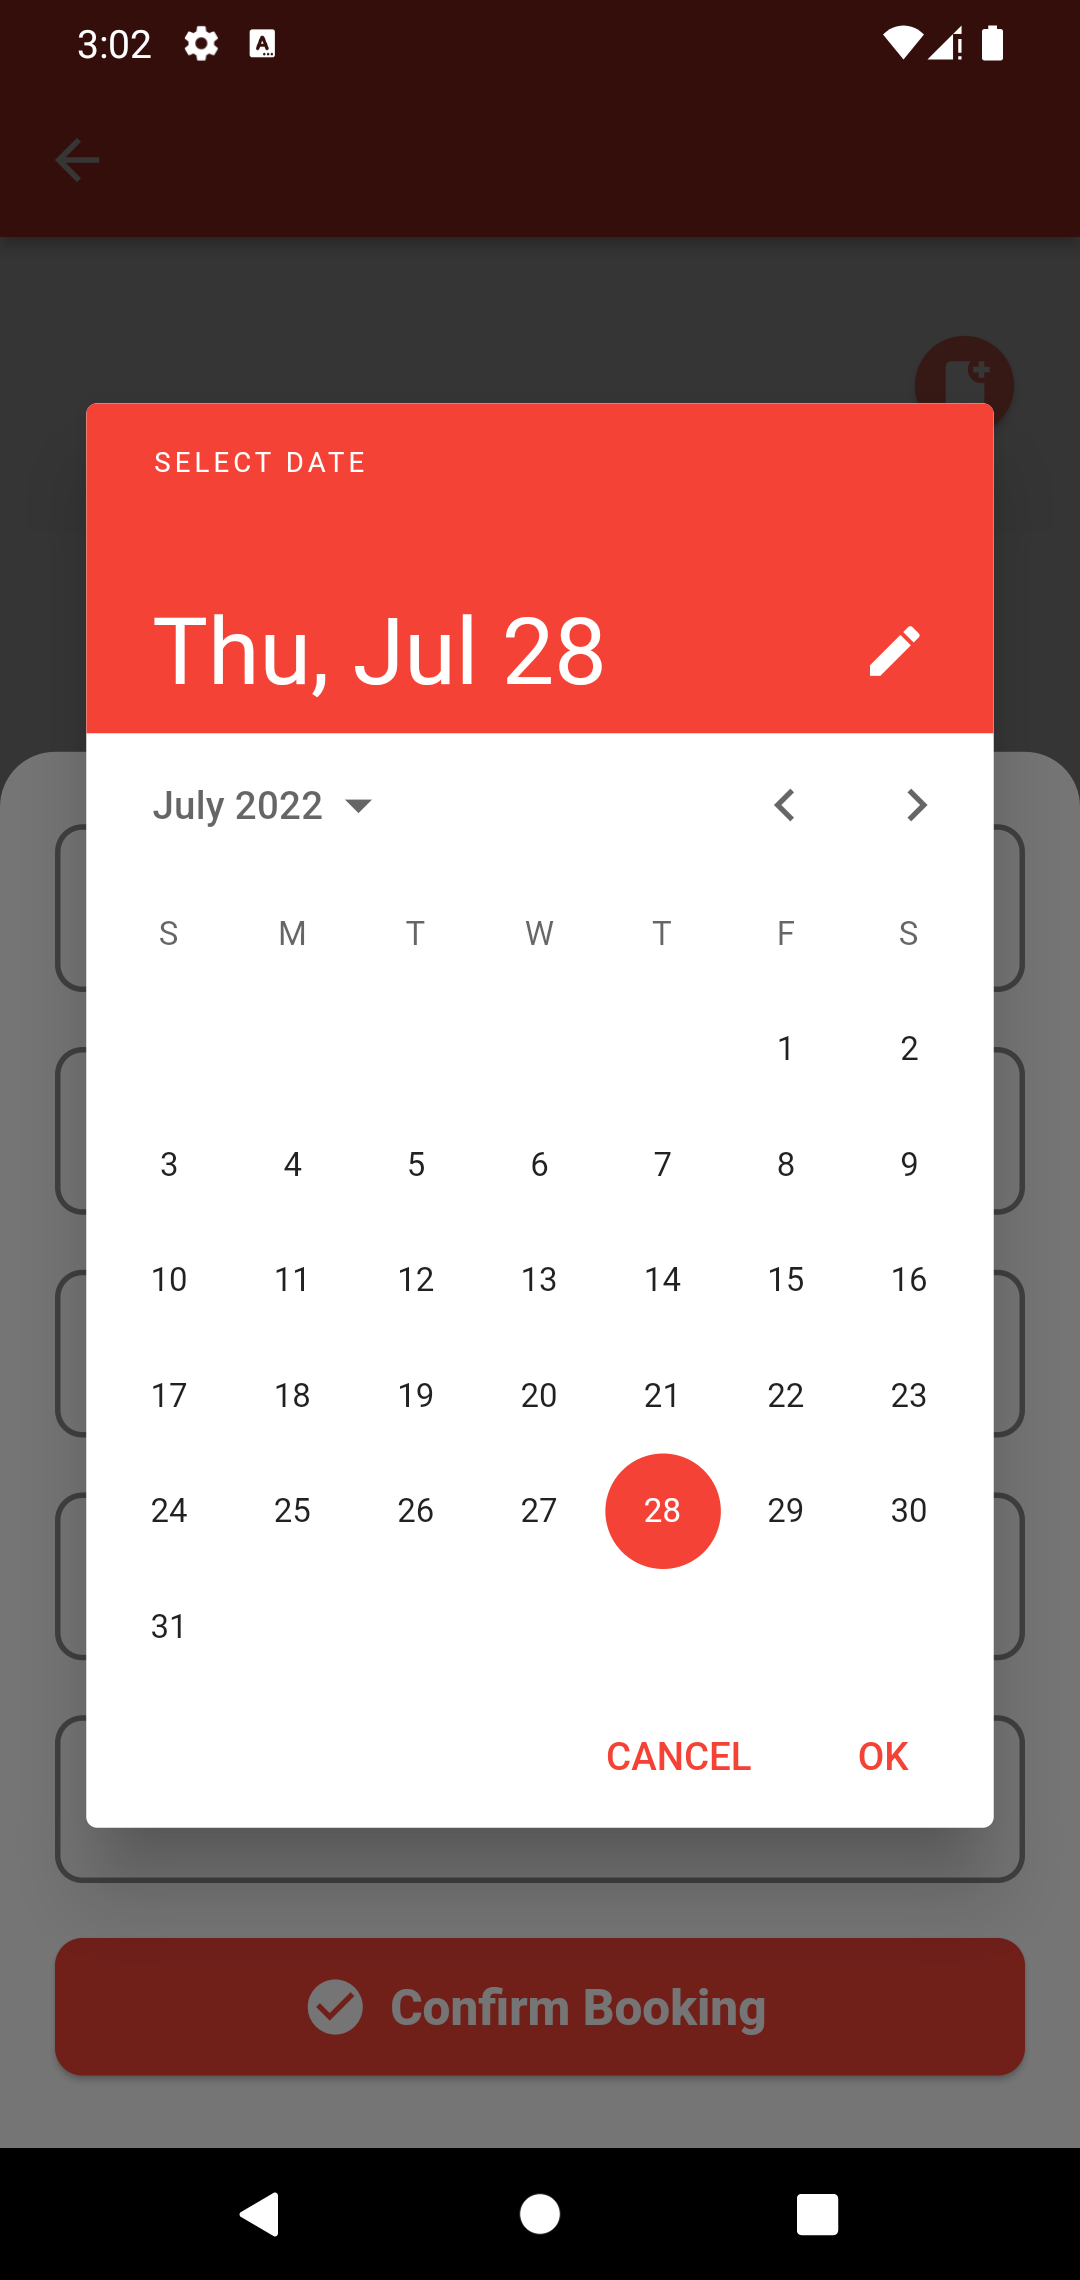 3:02
SELECT DATE
Thu, Jul 28
July 2022
S M T W T F S
1 2
3 4 5 6 7 8 9
10 11 12 13 14 15 16
17 18 19 20 21 22 23
24 25 26 27 28 29 30
31
CANCEL OK
Confirm Booking